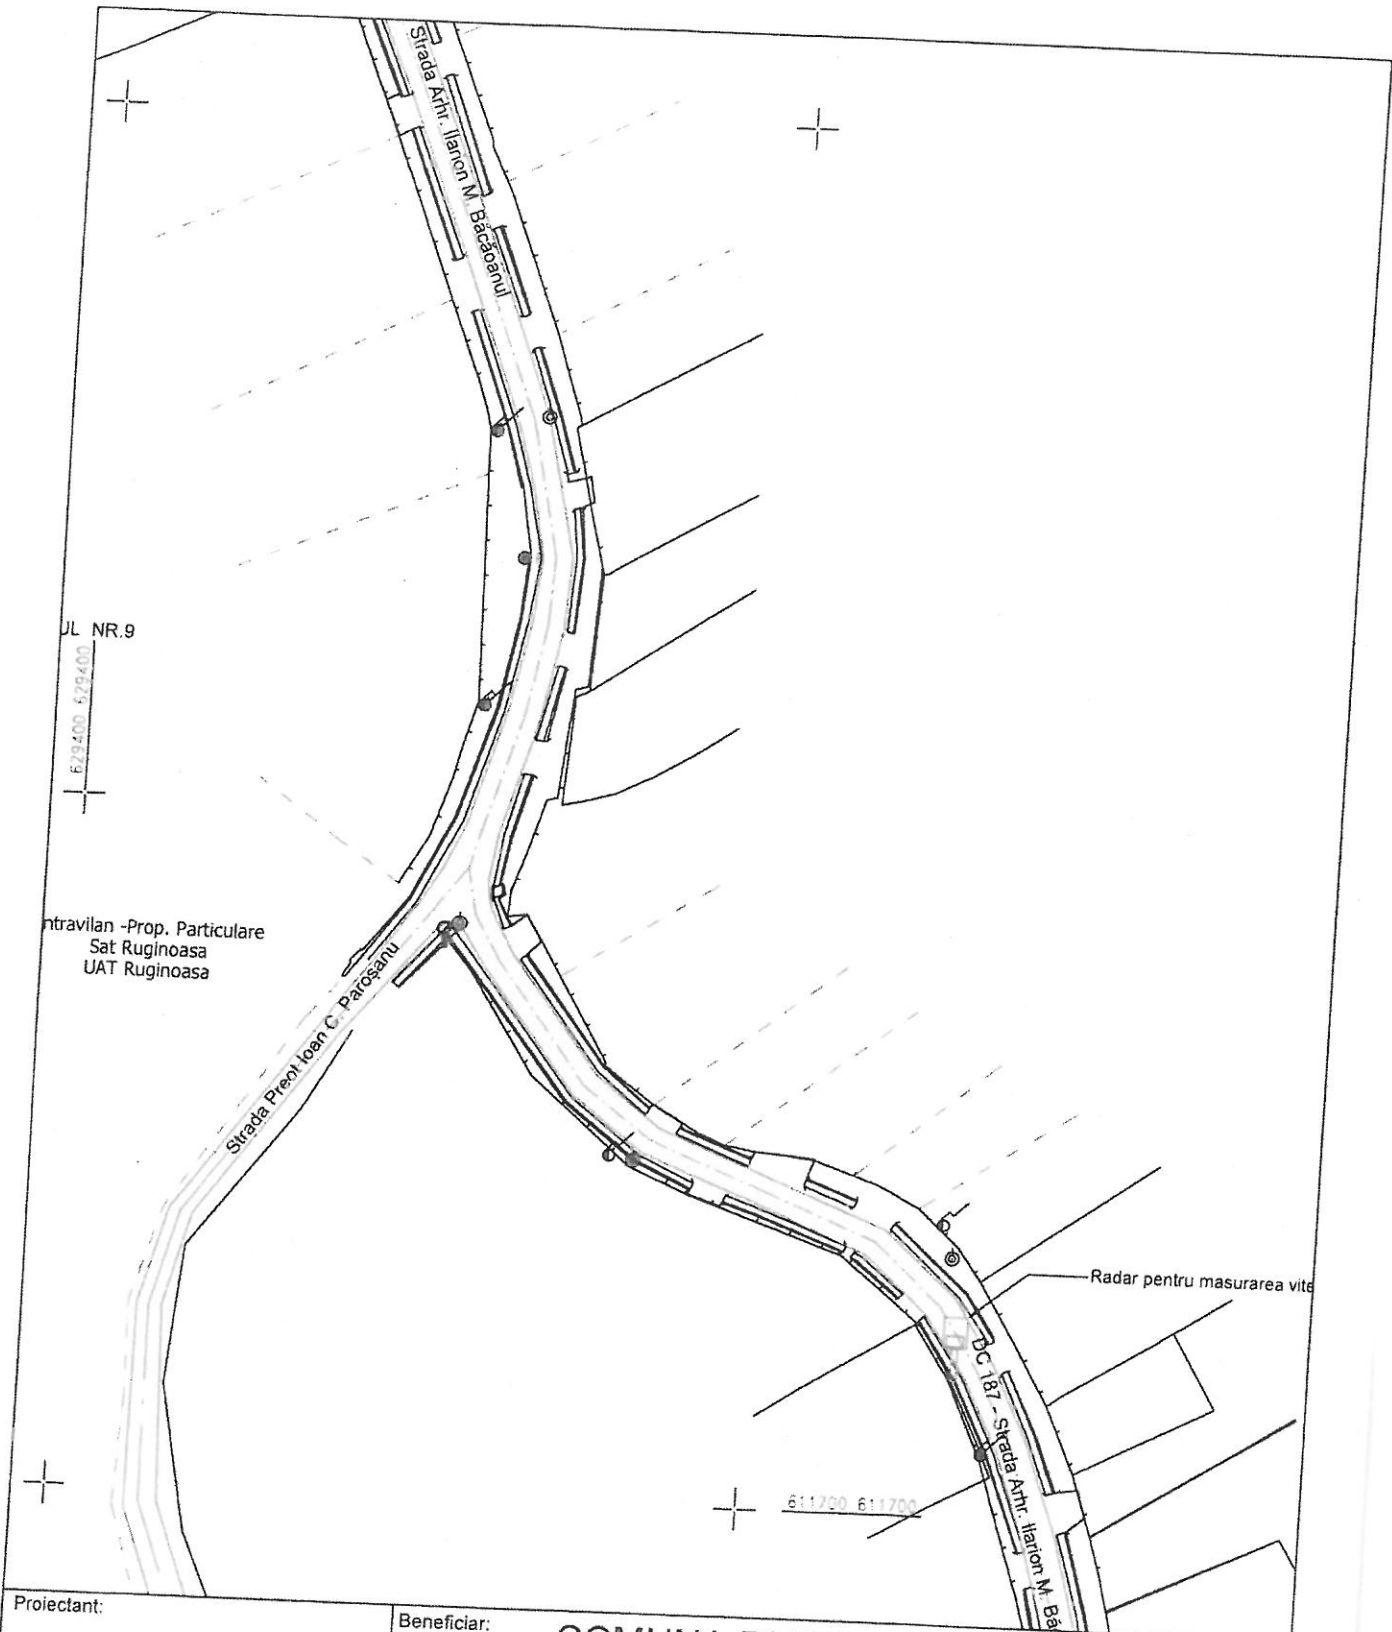 Strada Arhr. Ilarion M. Băcăoanul
UL NR.9
629400 629400
ntravilan -Prop. Particulare
Sat Ruginoasa
UAT Ruginoasa
Strada Preot Ioan C. Paroșanu
Radar pentru masurarea vite
DC 187 - Strada Arhr. Ilarion M. Bă
611700 611700
Proiectant:
Beneficiar: